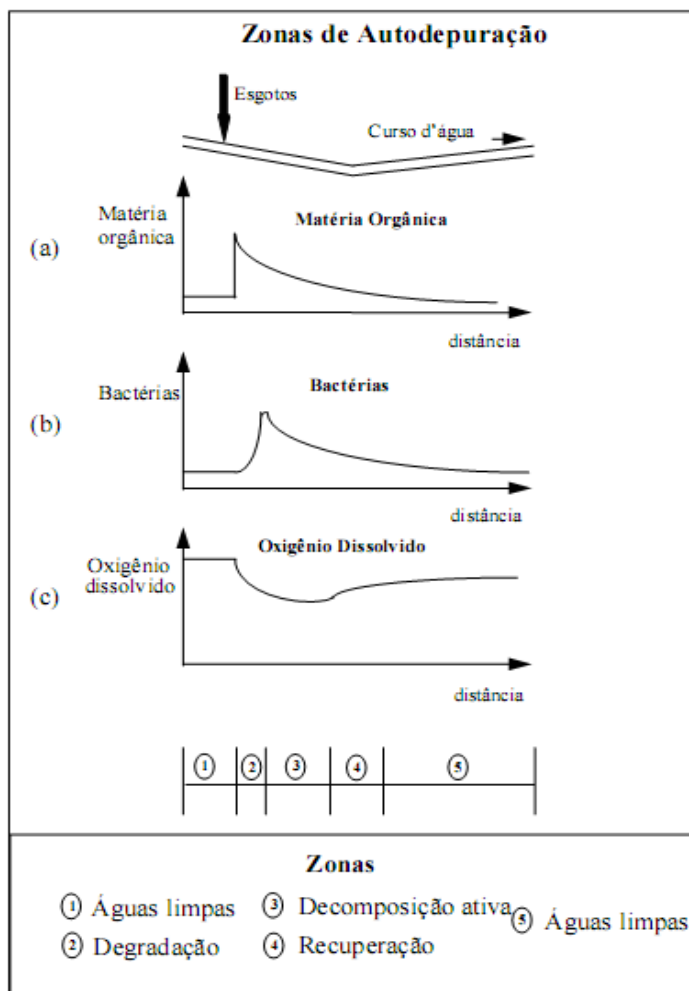 Zonas de Autodepuração
Esgotos
Curso d'água
Matéria
orgânica
Matéria Orgânica
(a)
distância
Bactérias
Bactérias
(b)
distância
Oxigênio Dissolvido
Oxigênio
dissolvido
(c)
distância
1 2 3 4 5
Zonas
1 Águas limpas 3 Decomposição ativa 5 Águas limpas
2 Degradação 4 Recuperação